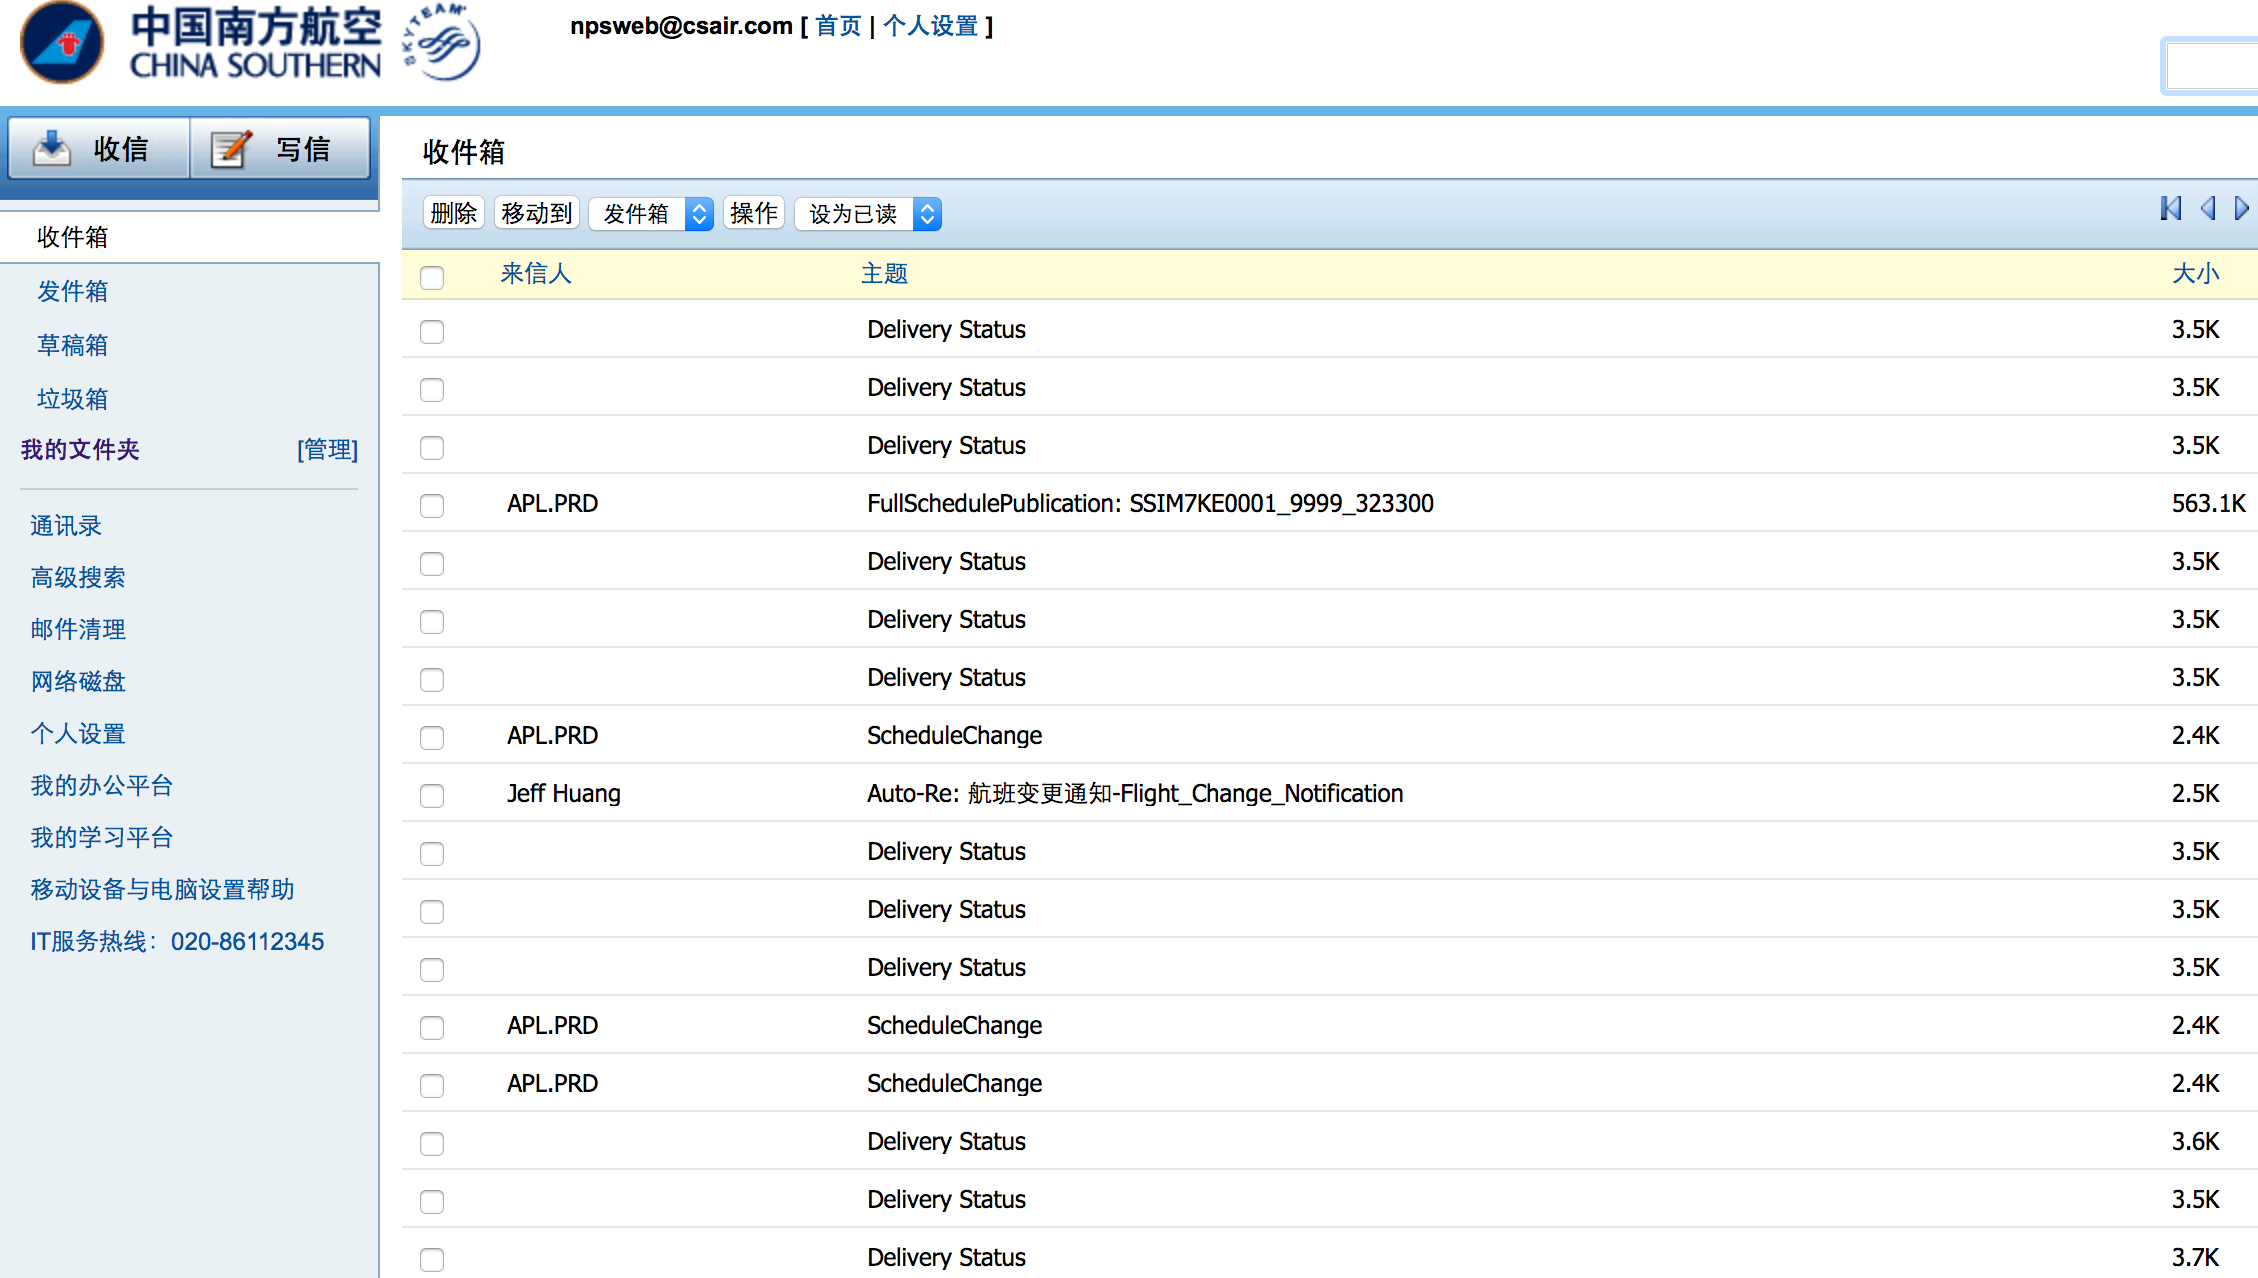 中国南方航空
CHINA SOUTHERN
SKYTEAM
npsweb@csair.com [ 首页 | 个人设置 ]
收信
写信
收件箱
发件箱
草稿箱
垃圾箱
我的文件夹 [管理]
通讯录
高级搜索
邮件清理
网络磁盘
个人设置
我的办公平台
我的学习平台
移动设备与电脑设置帮助
IT服务热线：020-86112345
收件箱
删除 移动到 发件箱 操作 设为已读
来信人 主题 大小
Delivery Status 3.5K
Delivery Status 3.5K
Delivery Status 3.5K
APL.PRD FullSchedulePublication: SSIM7KE0001_9999_323300 563.1K
Delivery Status 3.5K
Delivery Status 3.5K
Delivery Status 3.5K
APL.PRD ScheduleChange 2.4K
Jeff Huang Auto-Re: 航班变更通知-Flight_Change_Notification 2.5K
Delivery Status 3.5K
Delivery Status 3.5K
Delivery Status 3.5K
APL.PRD ScheduleChange 2.4K
APL.PRD ScheduleChange 2.4K
Delivery Status 3.6K
Delivery Status 3.5K
Delivery Status 3.7K